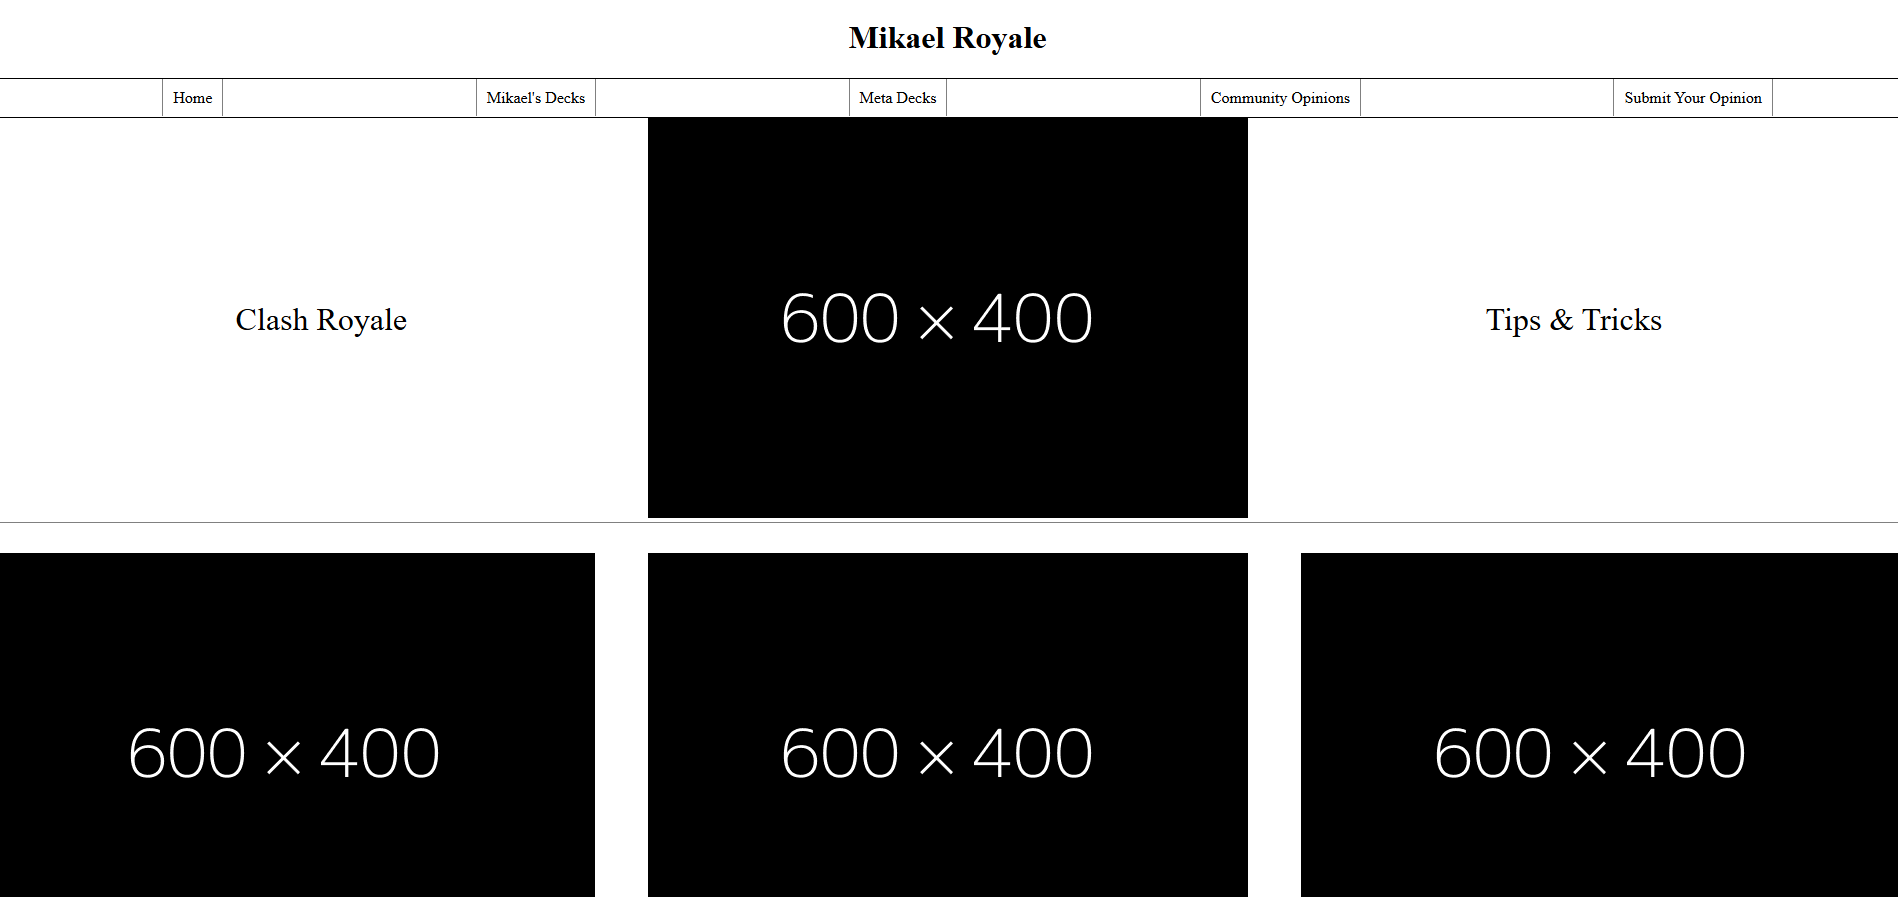 Mikael Royale
Home Mikael's Decks Meta Decks Community Opinions Submit Your Opinion
Clash Royale 600 × 400 Tips & Tricks
600 × 400 600 × 400 600 × 400